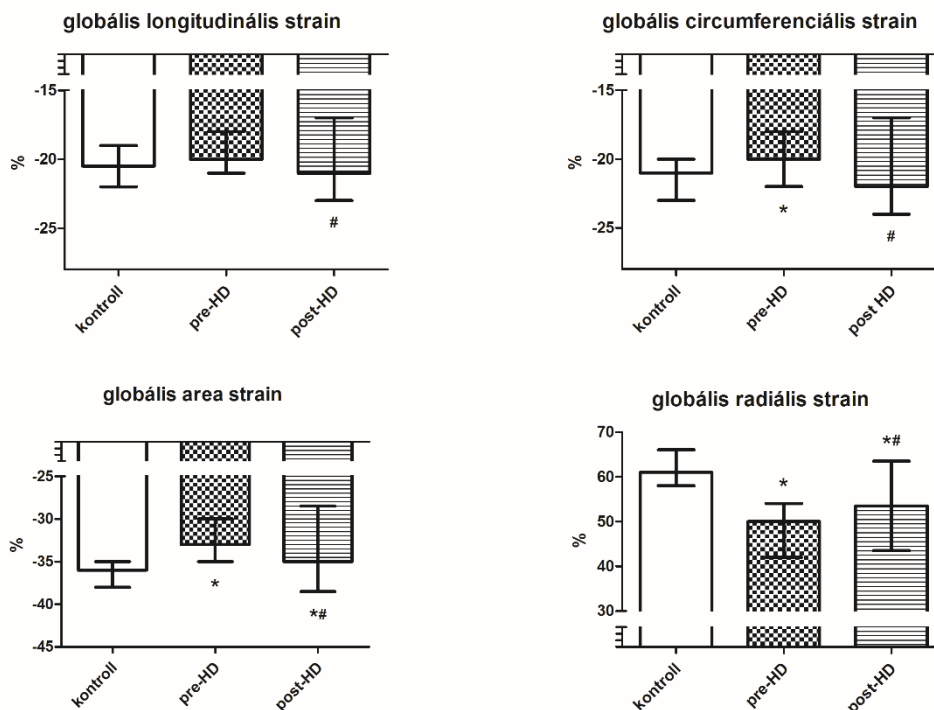 globális longitudinális strain
-15
-20
-25
%
#
kontroll
pre-HD
post-HD
globális circumferenciális strain
-15
-20
-25
%
*
#
kontroll
pre-HD
post HD
globális area strain
-25
-30
-35
-40
-45
%
*
*#
kontroll
pre-HD
post-HD
globális radiális strain
70
60
50
40
30
%
*
*#
kontroll
pre-HD
post-HD